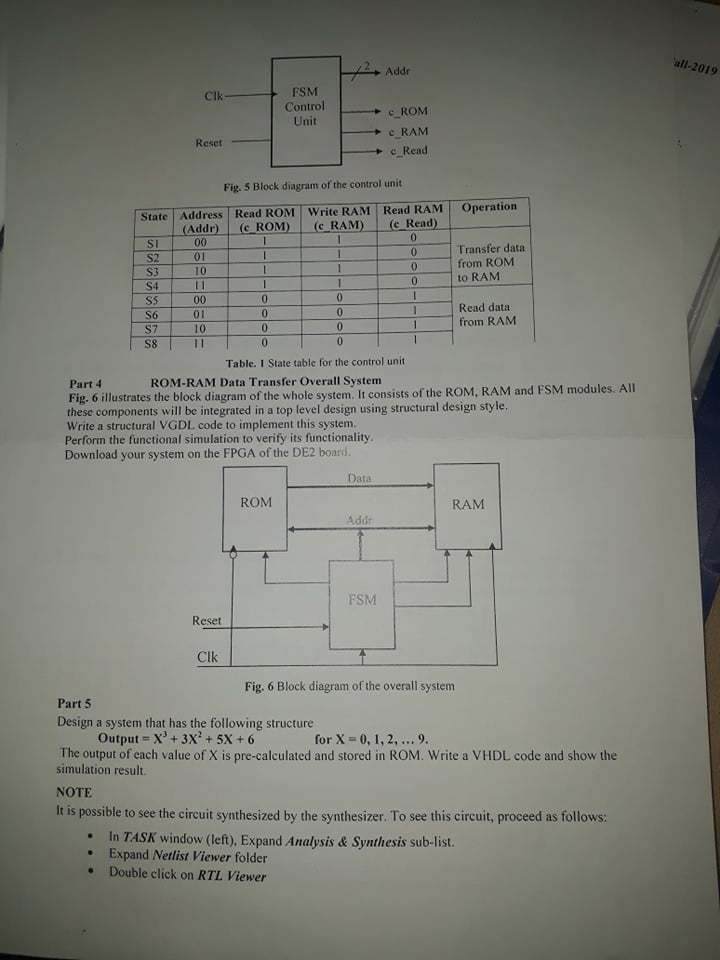 all-2019
2
Addr
Clk
FSM
Control
Unit
c_ROM
c_RAM
Reset
c_Read
Fig. 5 Block diagram of the control unit
State Address (Addr) Read ROM (c_ROM) Write RAM (c_RAM) Read RAM (c_Read) Operation
S1 00 1 1 0
S2 01 1 1 0
S3 10 1 1 0
S4 11 1 1 0
Transfer data
from ROM
to RAM
S5 00 0 0 1
S6 01 0 0 1
S7 10 0 0 1
S8 11 0 0 1
Read data
from RAM
Table. 1 State table for the control unit
Part 4 ROM-RAM Data Transfer Overall System
Fig. 6 illustrates the block diagram of the whole system. It consists of the ROM, RAM and FSM modules. All
these components will be integrated in a top level design using structural design style.
Write a structural VGDL code to implement this system.
Perform the functional simulation to verify its functionality.
Download your system on the FPGA of the DE2 board.
Data
ROM
RAM
Addr
FSM
Reset
Clk
Fig. 6 Block diagram of the overall system
Part 5
Design a system that has the following structure
Output = X³ + 3X² + 5X + 6 for X = 0, 1, 2, ... 9.
The output of each value of X is pre-calculated and stored in ROM. Write a VHDL code and show the
simulation result.
NOTE
It is possible to see the circuit synthesized by the synthesizer. To see this circuit, proceed as follows:
• In TASK window (left), Expand Analysis & Synthesis sub-list.
• Expand Netlist Viewer folder
• Double click on RTL Viewer